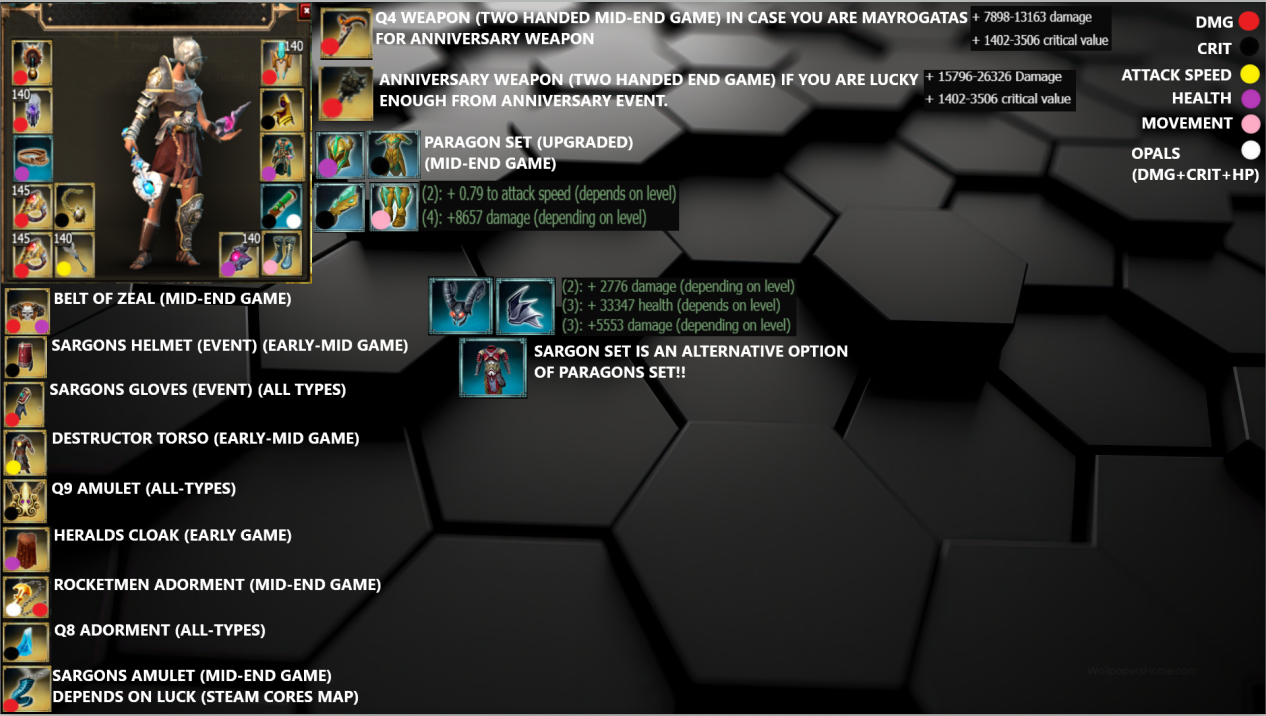 140
140
145
145
140
140
Q4 WEAPON (TWO HANDED MID-END GAME) IN CASE YOU ARE MAYROGATAS
FOR ANNIVERSARY WEAPON
+ 7898-13163 damage
+ 1402-3506 critical value
ANNIVERSARY WEAPON (TWO HANDED END GAME) IF YOU ARE LUCKY
ENOUGH FROM ANNIVERSARY EVENT.
+ 15796-26326 Damage
+ 1402-3506 critical value
PARAGON SET (UPGRADED)
(MID-END GAME)
(2): + 0.79 to attack speed (depends on level)
(4): +8657 damage (depending on level)
DMG
CRIT
ATTACK SPEED
HEALTH
MOVEMENT
OPALS
(DMG+CRIT+HP)
(2): + 2776 damage (depending on level)
(3): + 33347 health (depends on level)
(3): +5553 damage (depending on level)
SARGON SET IS AN ALTERNATIVE OPTION
OF PARAGONS SET!!
BELT OF ZEAL (MID-END GAME)
SARGONS HELMET (EVENT) (EARLY-MID GAME)
SARGONS GLOVES (EVENT) (ALL TYPES)
DESTRUCTOR TORSO (EARLY-MID GAME)
Q9 AMULET (ALL-TYPES)
HERALDS CLOAK (EARLY GAME)
ROCKETMEN ADORMENT (MID-END GAME)
Q8 ADORMENT (ALL-TYPES)
SARGONS AMULET (MID-END GAME)
DEPENDS ON LUCK (STEAM CORES MAP)
WallpapersHome.com